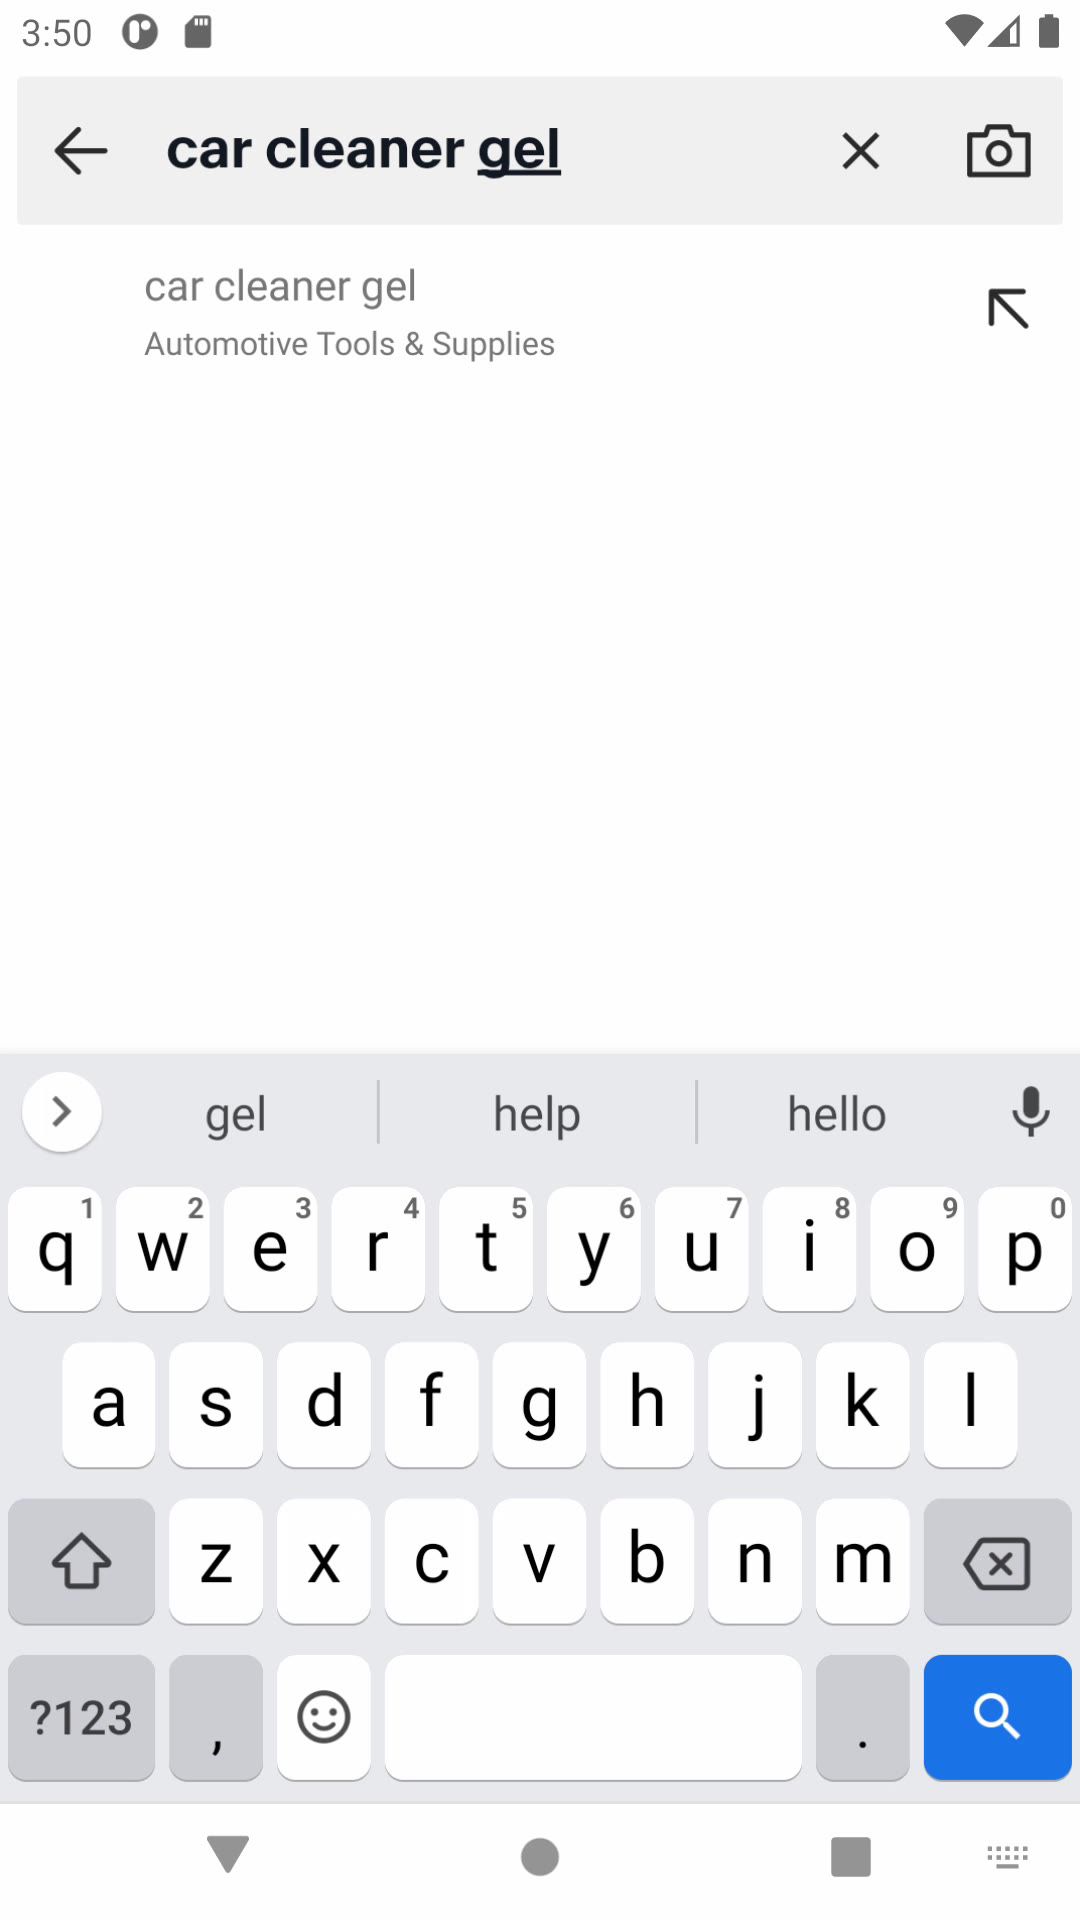 3:50
car cleaner gel
car cleaner gel
Automotive Tools & Supplies
gel help hello
1 2 3 4 5 6 7 8 9 0
q w e r t y u i o p
a s d f g h j k l
z x c v b n m
?123 , .